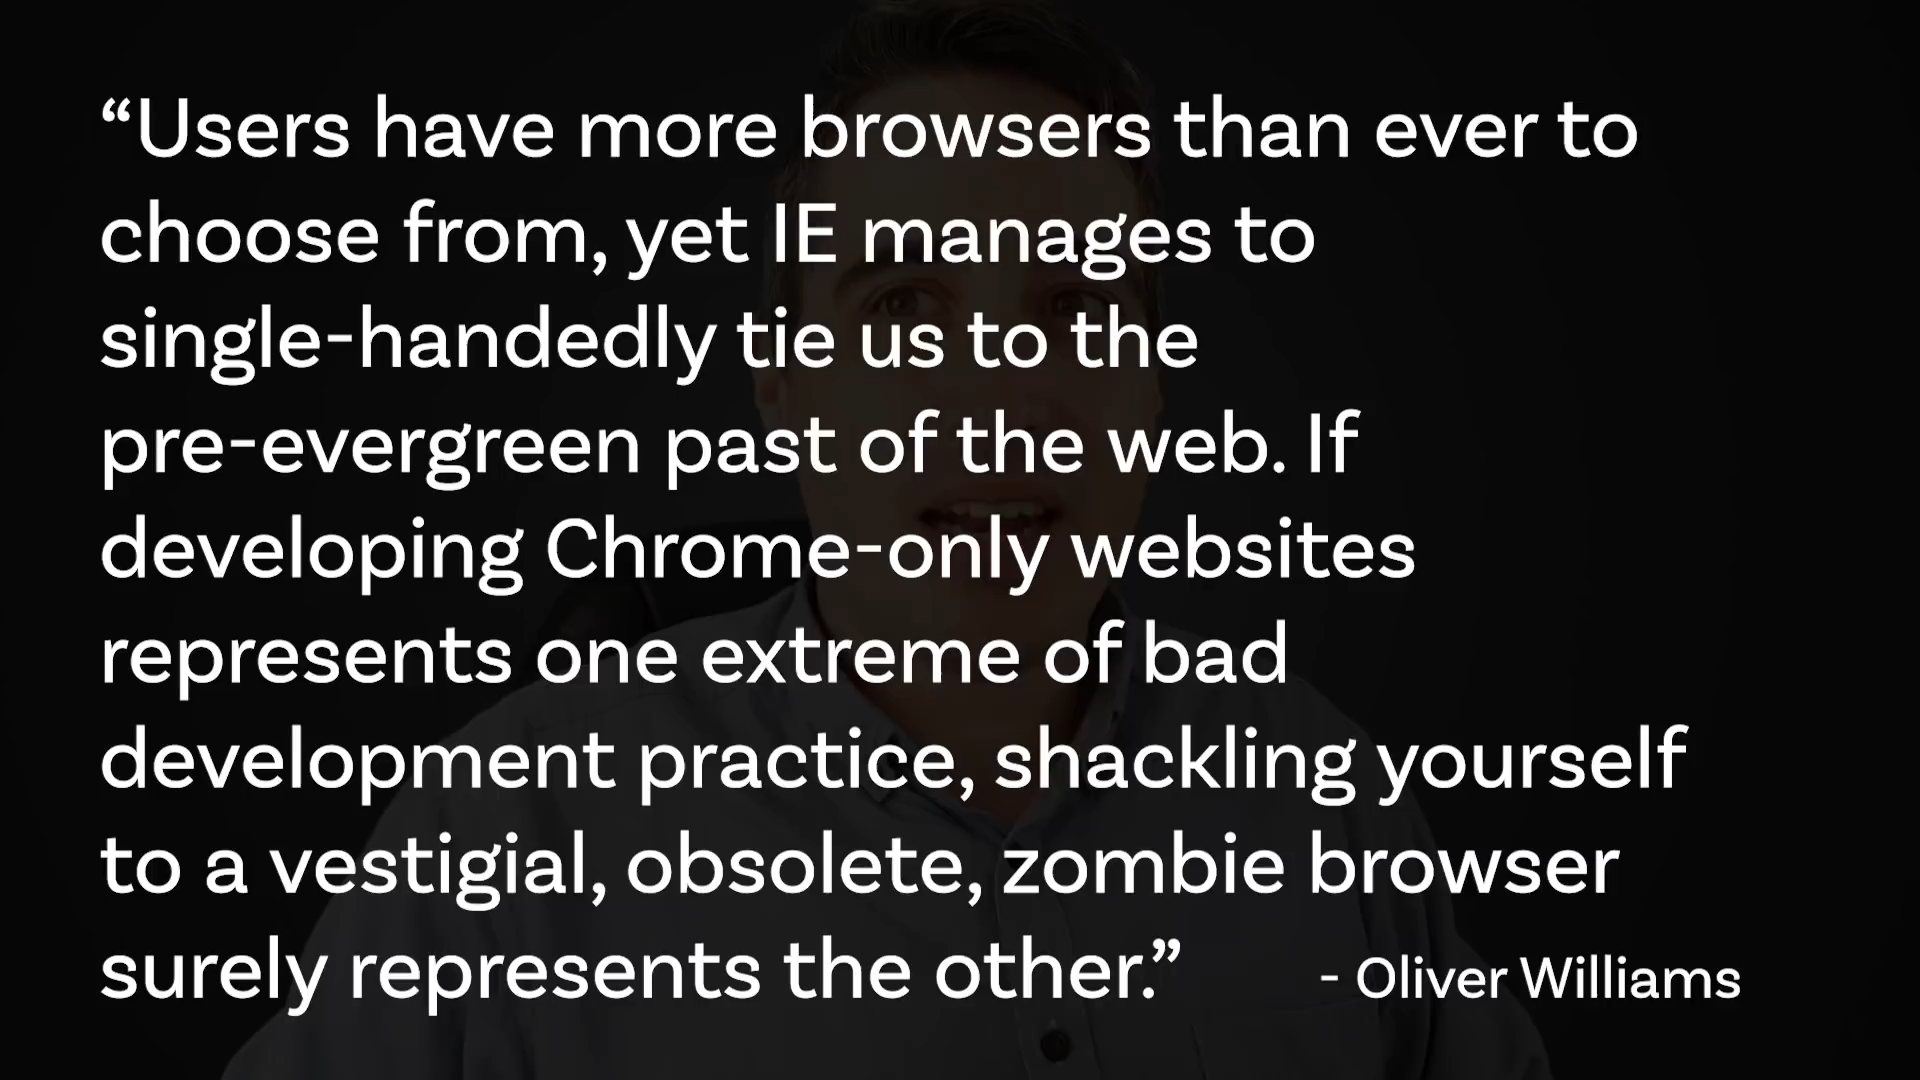 “Users have more browsers than ever to
choose from, yet IE manages to
single-handedly tie us to the
pre-evergreen past of the web. If
developing Chrome-only websites
represents one extreme of bad
development practice, shackling yourself
to a vestigial, obsolete, zombie browser
surely represents the other.” - Oliver Williams